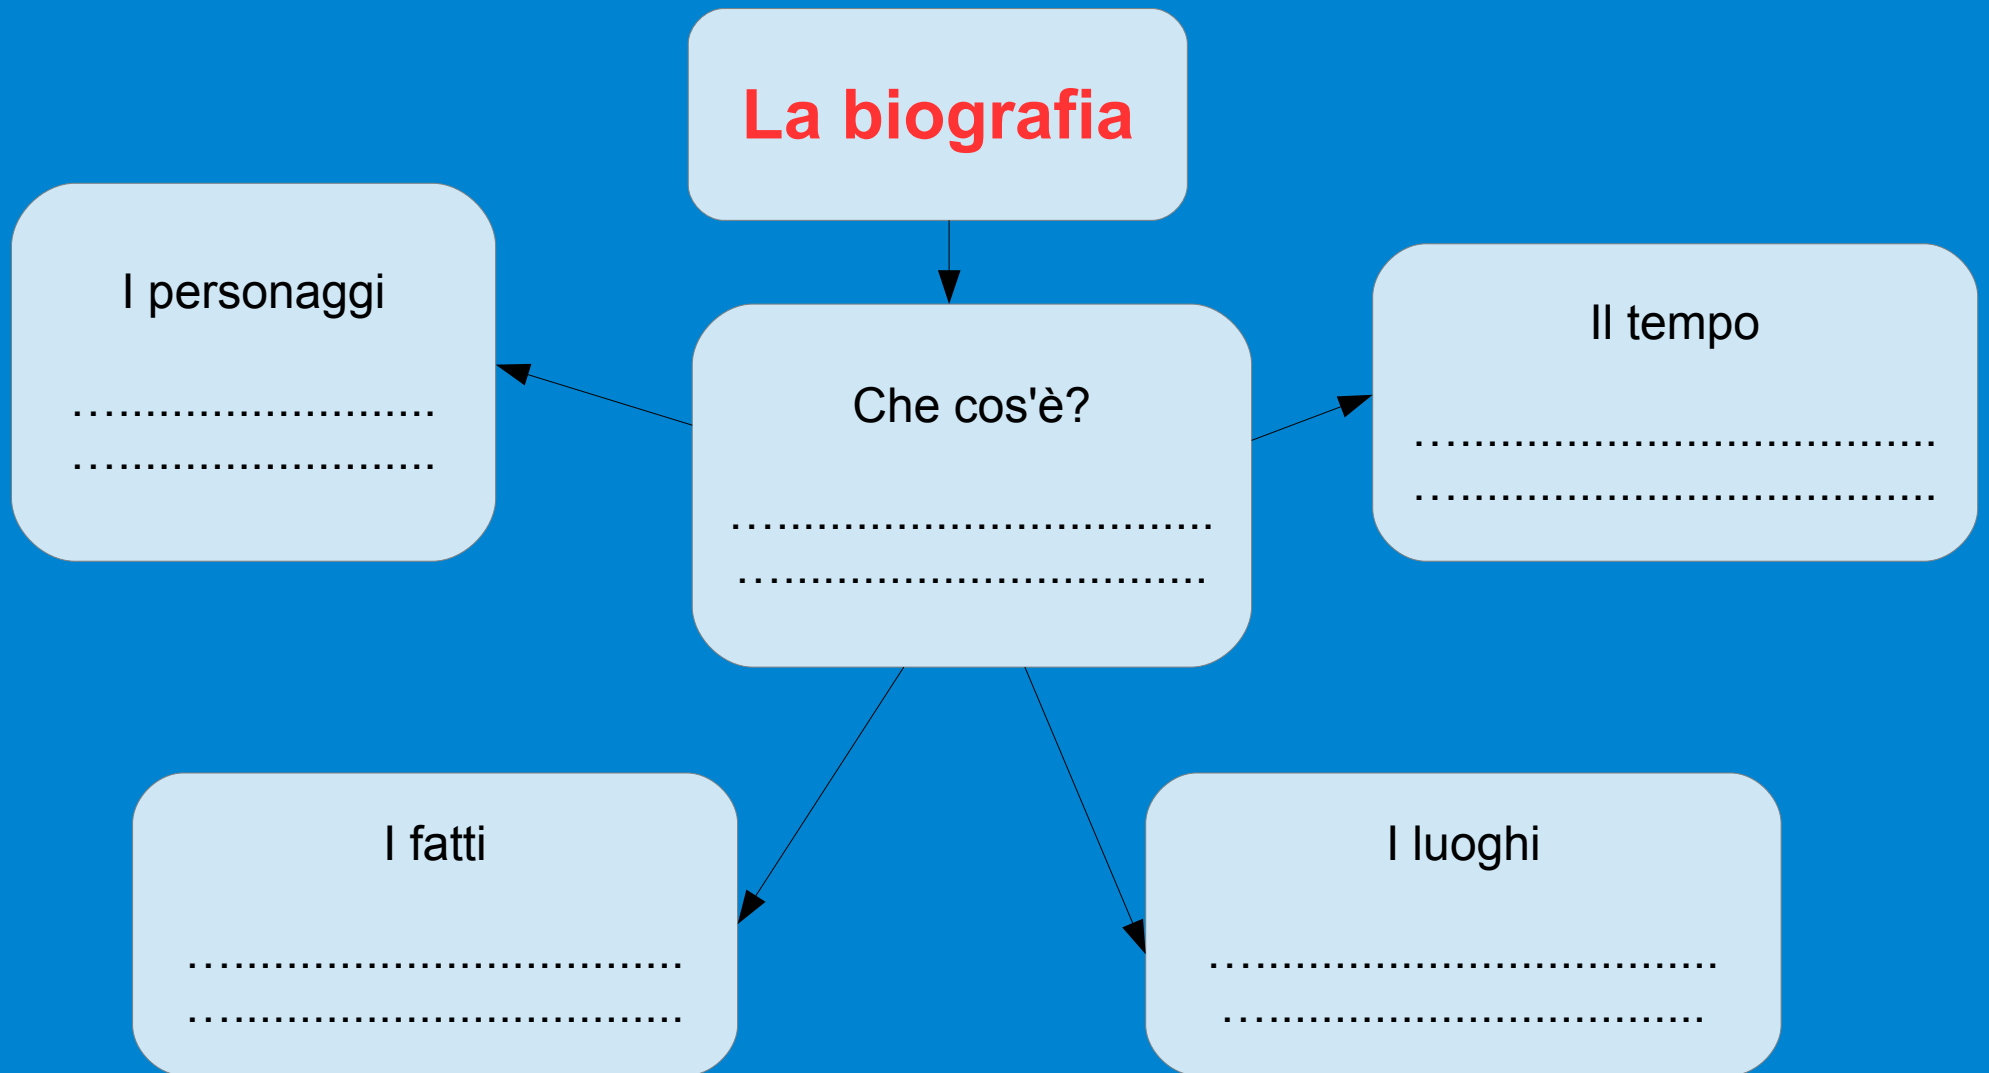 La biografia
I personaggi
…........................
…........................
Che cos'è?
….................................
…................................
Il tempo
…....................................
…....................................
I fatti
…..................................
…..................................
I luoghi
…...................................
….................................